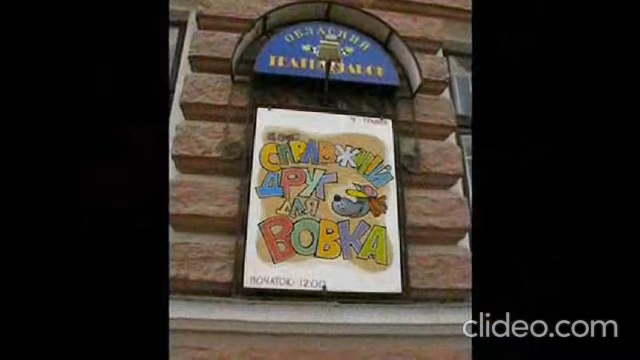 ОБЛАСНИЙ
ТЕАТР ЛЯЛЬОК
СПРАВЖНІЙ
ДРУГ
ДЛЯ
ВОВКА
ПОЧАТОК: 12.00
clideo.com